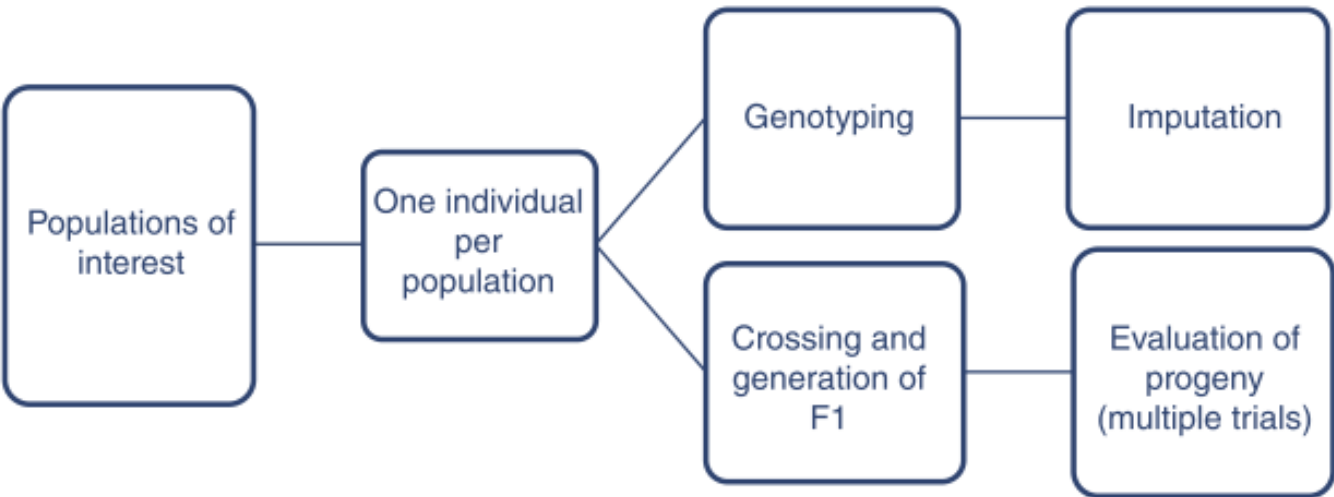 Populations of
interest
One individual
per
population
Genotyping
Imputation
Crossing and
generation of
F1
Evaluation of
progeny
(multiple trials)